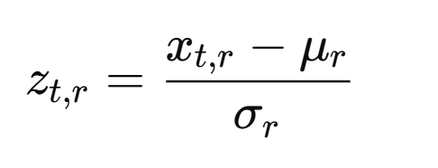 z_{t,r} = \frac{x_{t,r} - \mu_r}{\sigma_r}